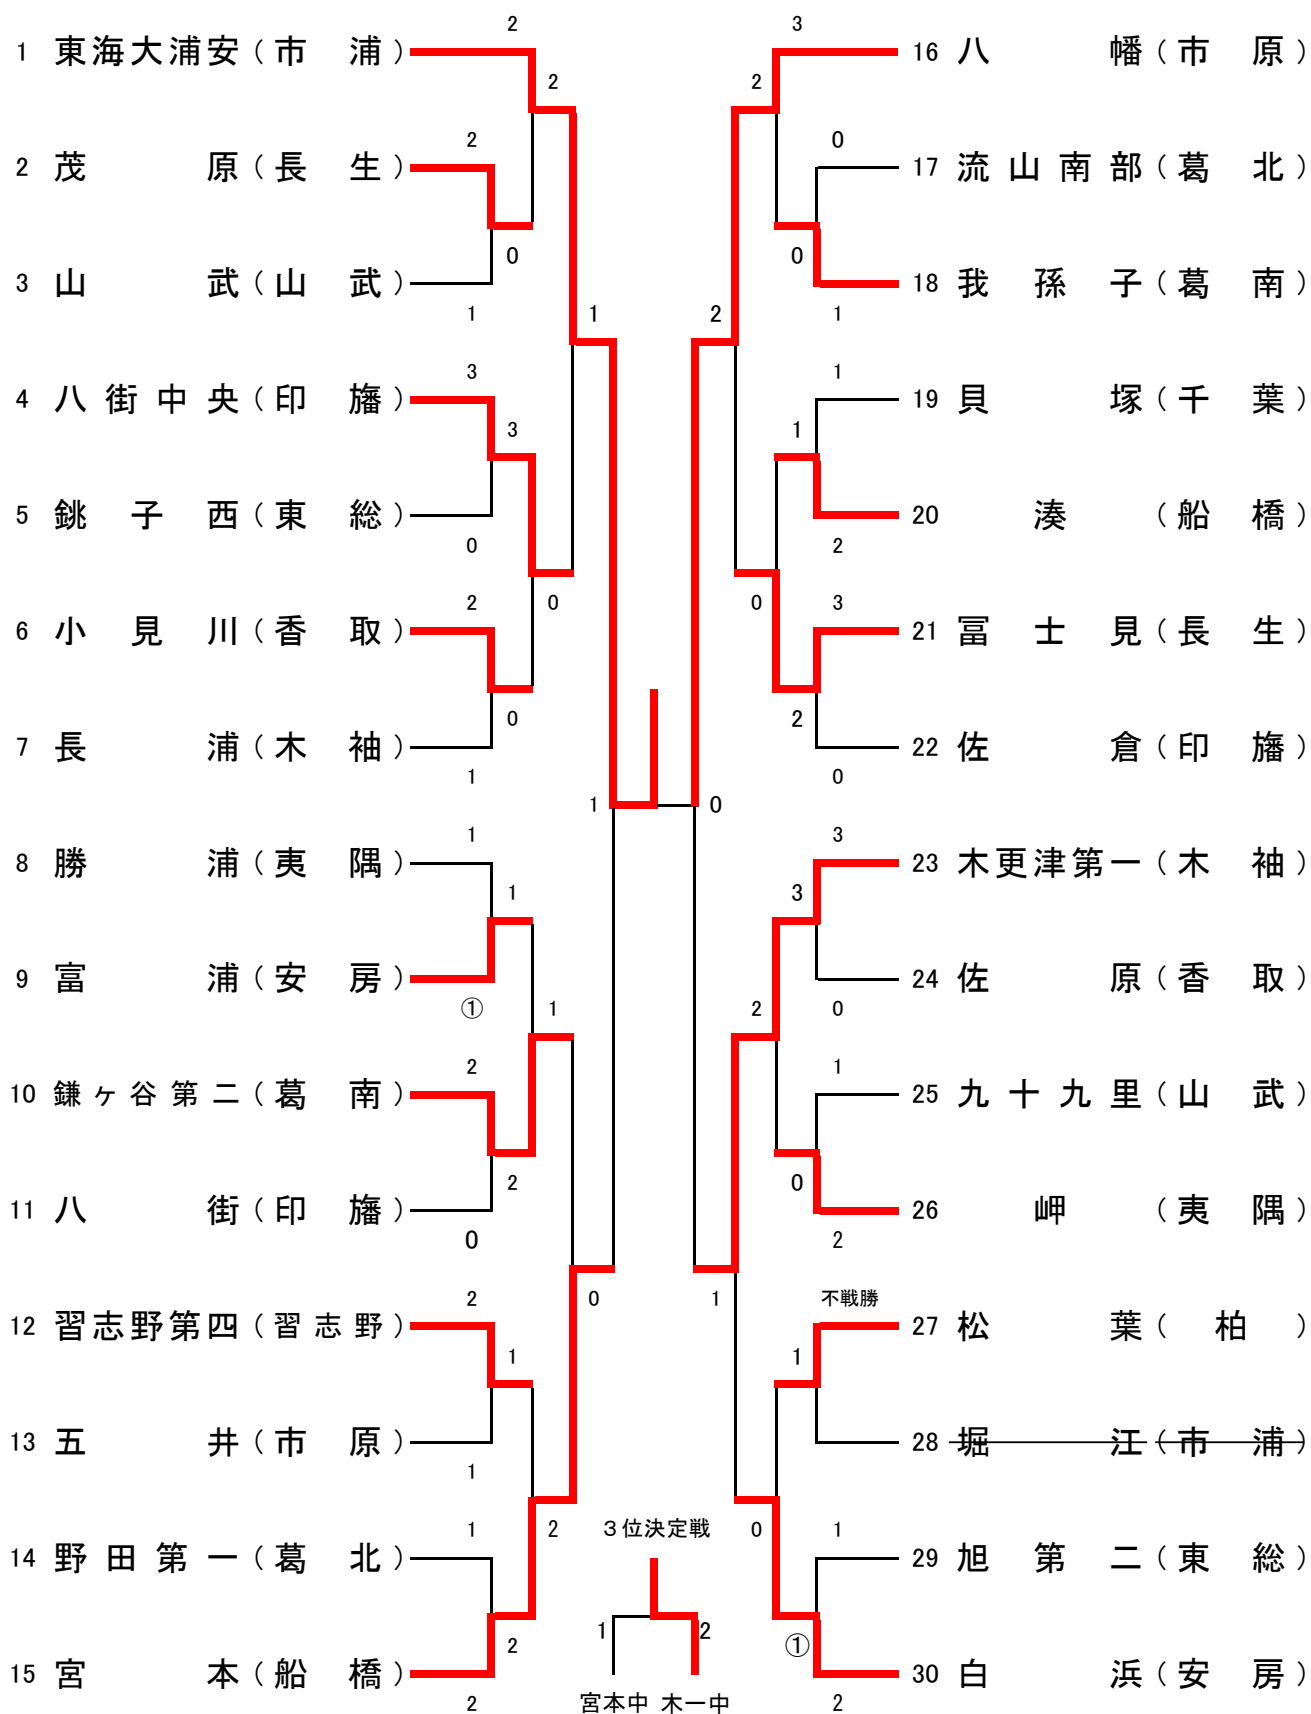 2
3
1 東海大浦安（市浦）
16 八幡（市原）
2
2
2
0
2 茂原（長生）
17 流山南部（葛北）
0
0
3 山武（山武）
18 我孫子（葛南）
1
1
2
1
3
1
4 八街中央（印旛）
19 貝塚（千葉）
3
1
5 銚子西（東総）
20 湊（船橋）
0
2
2
0
0
3
6 小見川（香取）
21 冨士見（長生）
0
2
7 長浦（木袖）
22 佐倉（印旛）
1
0
1
0
1
3
8 勝浦（夷隅）
23 木更津第一（木袖）
1
3
9 富浦（安房）
24 佐原（香取）
①
1
2
0
2
1
10 鎌ヶ谷第二（葛南）
25 九十九里（山武）
2
0
11 八街（印旛）
26 岬（夷隅）
0
2
2
0
1
不戦勝
12 習志野第四（習志野）
27 松葉（柏）
1
1
13 五井（市原）
28 堀江（市浦）
1
1
2
３位決定戦
0
1
14 野田第一（葛北）
29 旭第二（東総）
2
1
2
①
15 宮本（船橋）
30 白浜（安房）
2
宮本中 木一中
2